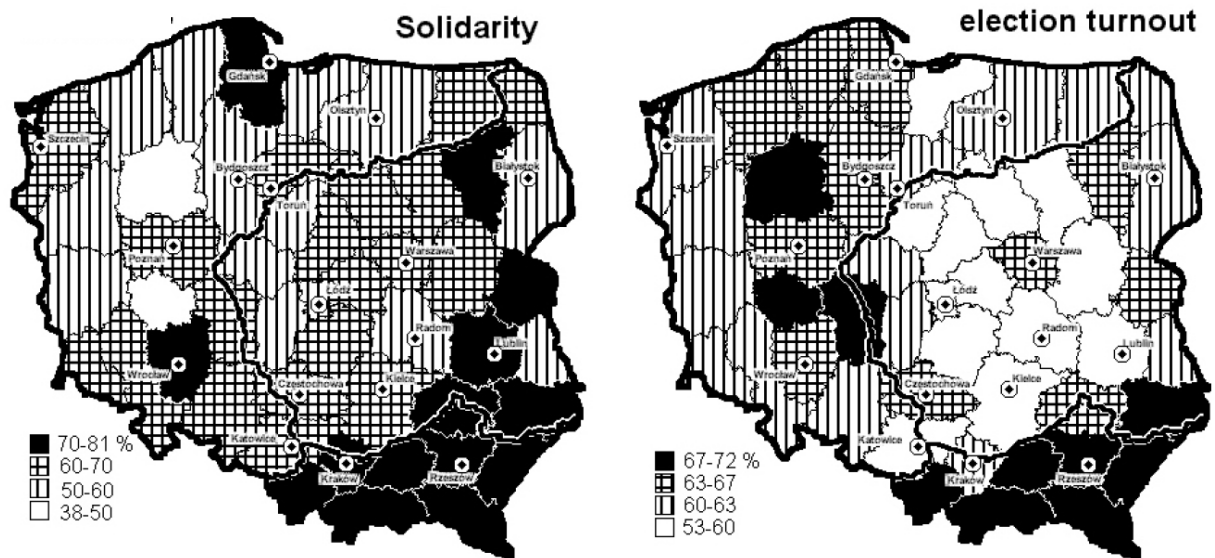 Solidarity
Gdańsk
Olsztyn
Szczecin
Bydgoszcz
Białystok
Toruń
Poznań
Warszawa
Łódź
Radom
Lublin
Wrocław
Częstochowa
Kielce
Katowice
Kraków
Rzeszów
70-81 %
60-70
50-60
38-50
election turnout
Gdańsk
Olsztyn
Szczecin
Bydgoszcz
Białystok
Toruń
Poznań
Warszawa
Łódź
Radom
Lublin
Wrocław
Częstochowa
Kielce
Katowice
Kraków
Rzeszów
67-72 %
63-67
60-63
53-60